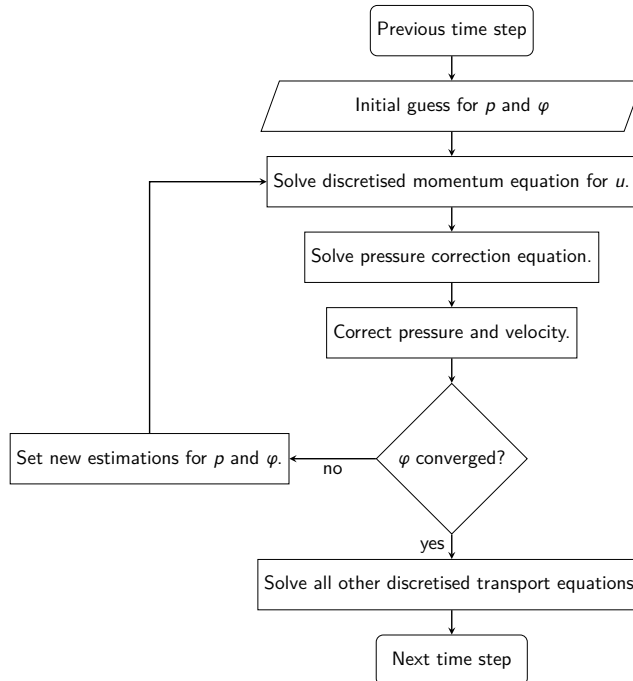 Previous time step
Initial guess for p and φ
Solve discretised momentum equation for u.
Solve pressure correction equation.
Correct pressure and velocity.
φ converged?
no
Set new estimations for p and φ.
yes
Solve all other discretised transport equations
Next time step